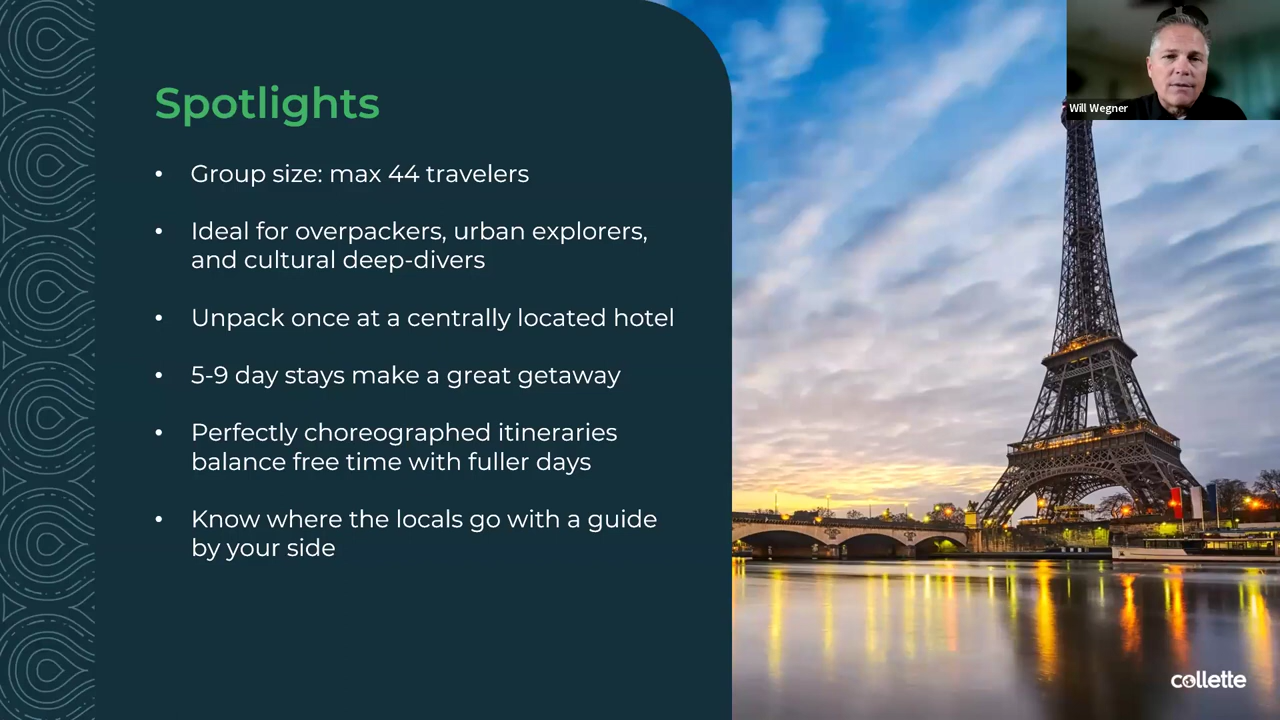 Spotlights
• Group size: max 44 travelers
• Ideal for overpackers, urban explorers,
and cultural deep-divers
• Unpack once at a centrally located hotel
• 5-9 day stays make a great getaway
• Perfectly choreographed itineraries
balance free time with fuller days
• Know where the locals go with a guide
by your side
Will Wegner
collette